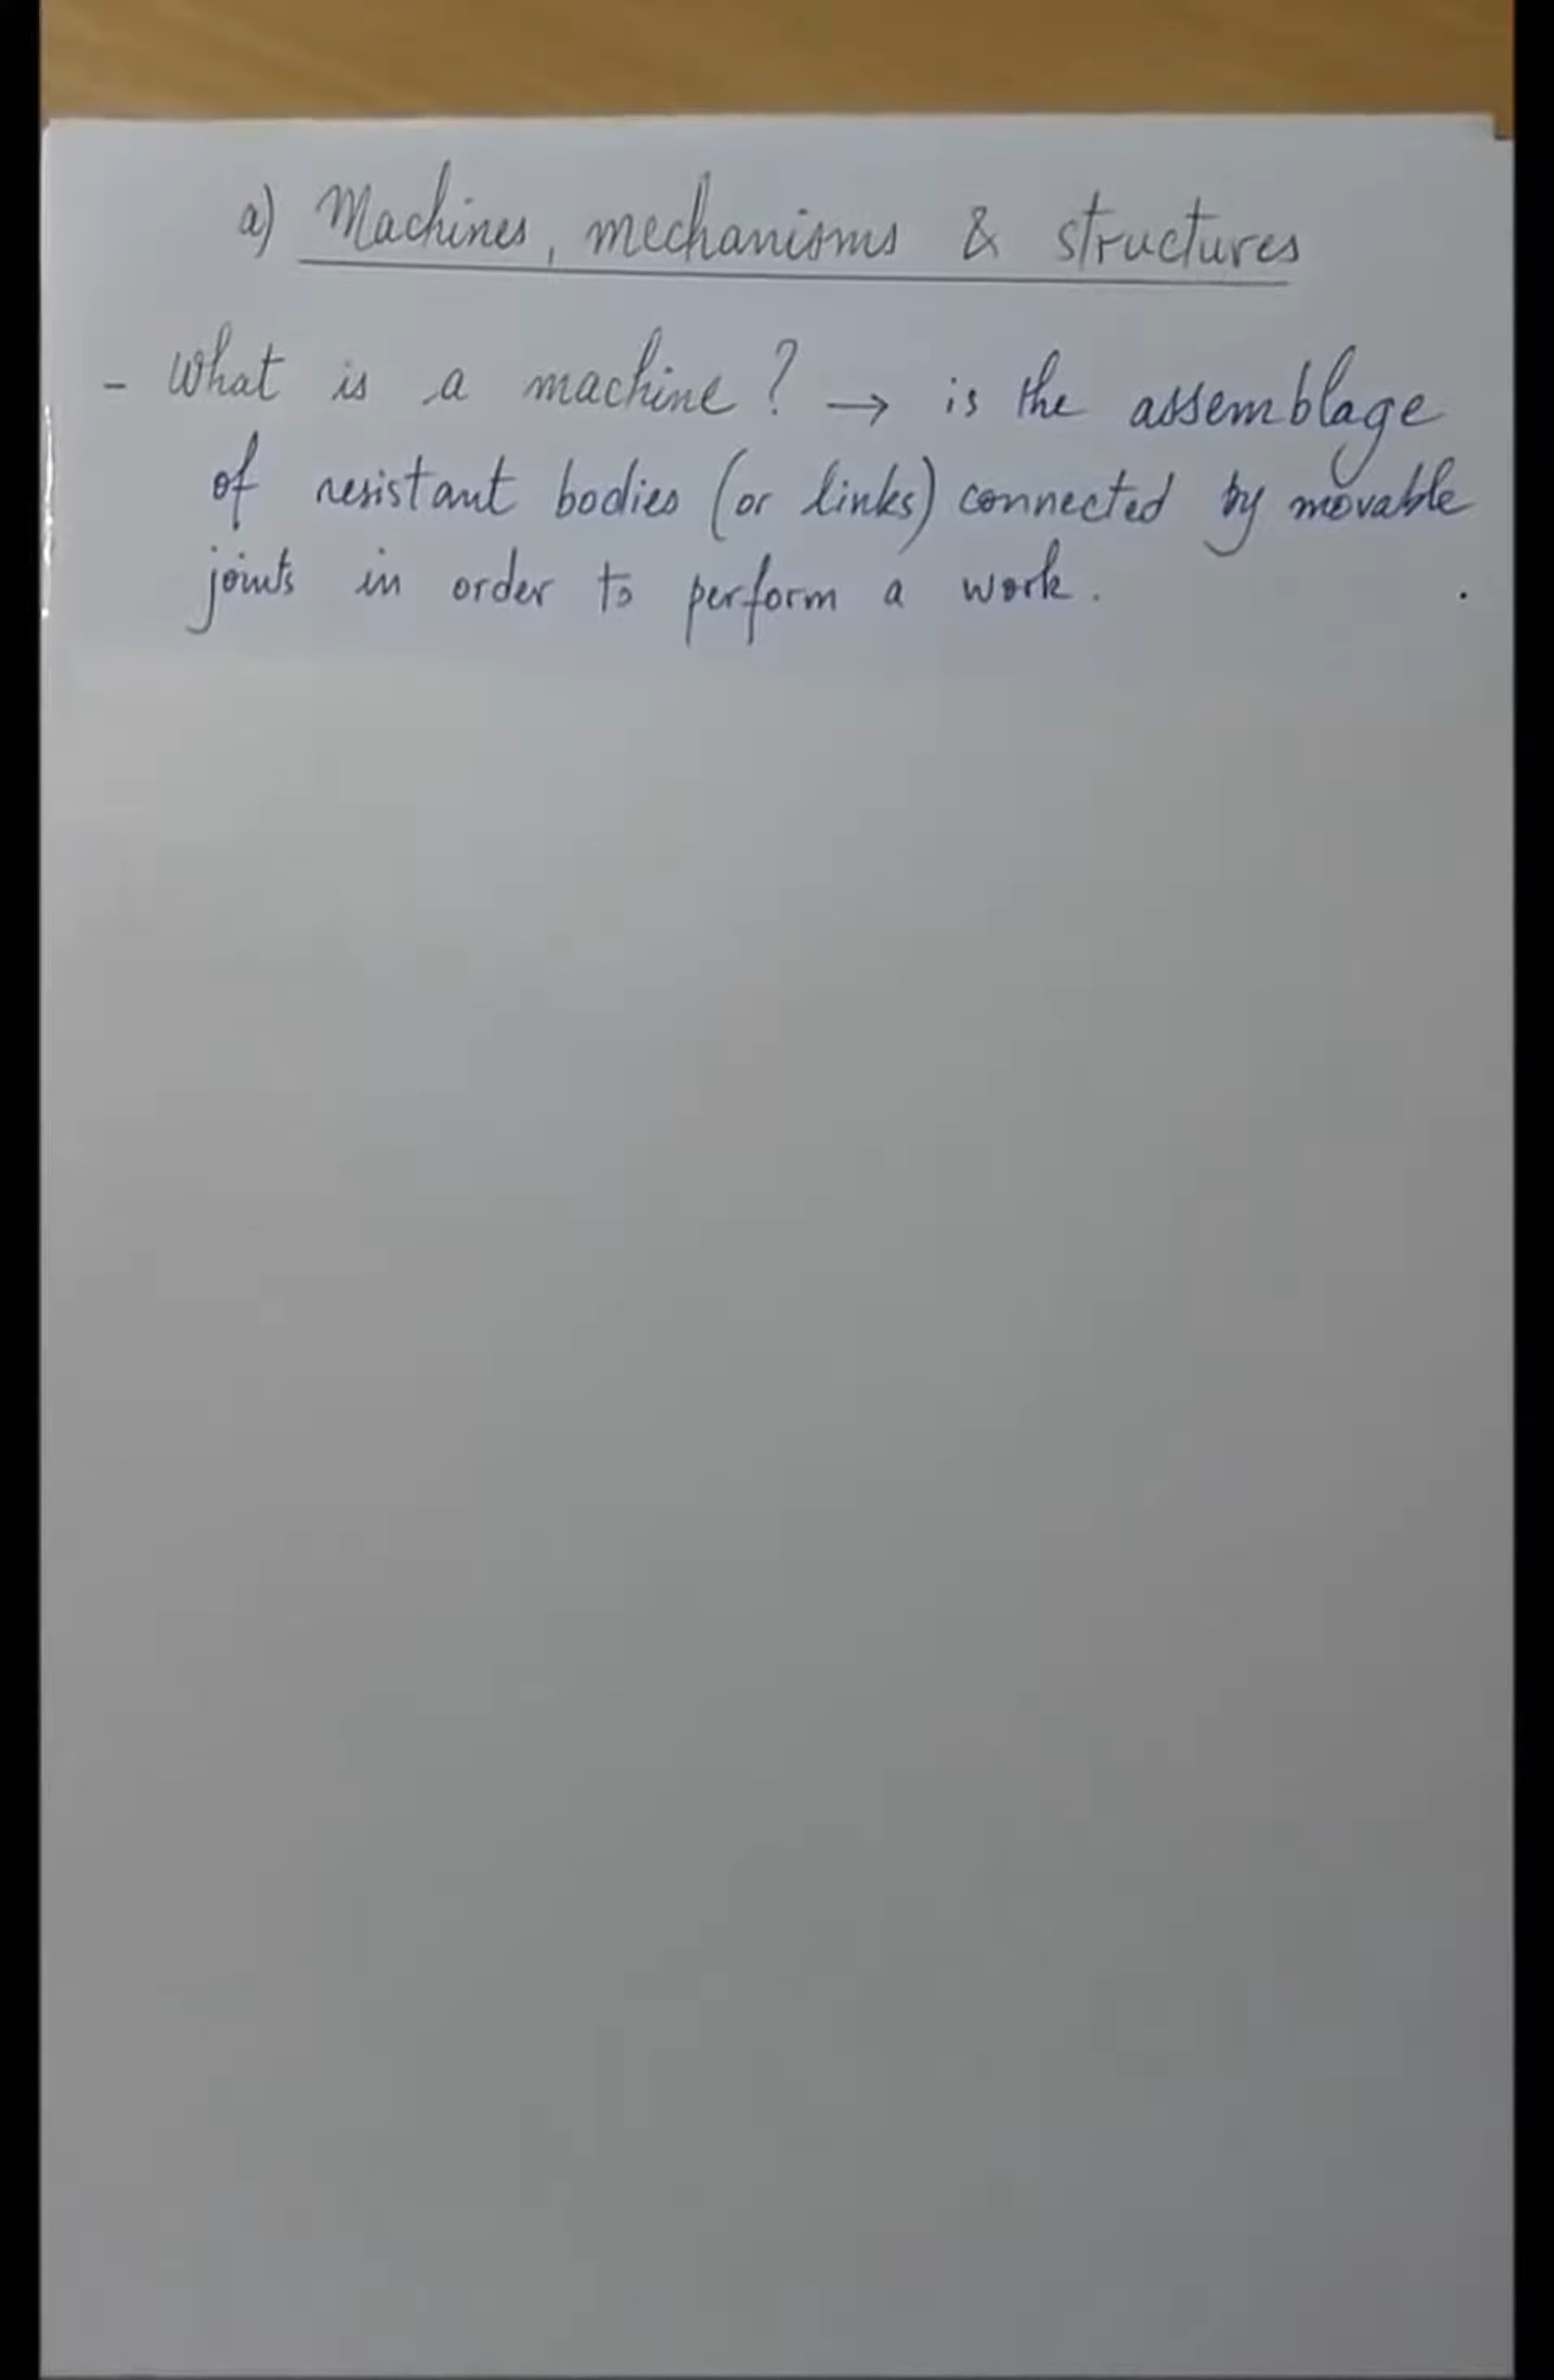 a) Machines, mechanisms & structures
- What is a machine? → is the assemblage
of resistant bodies (or links) connected by movable
joints in order to perform a work.